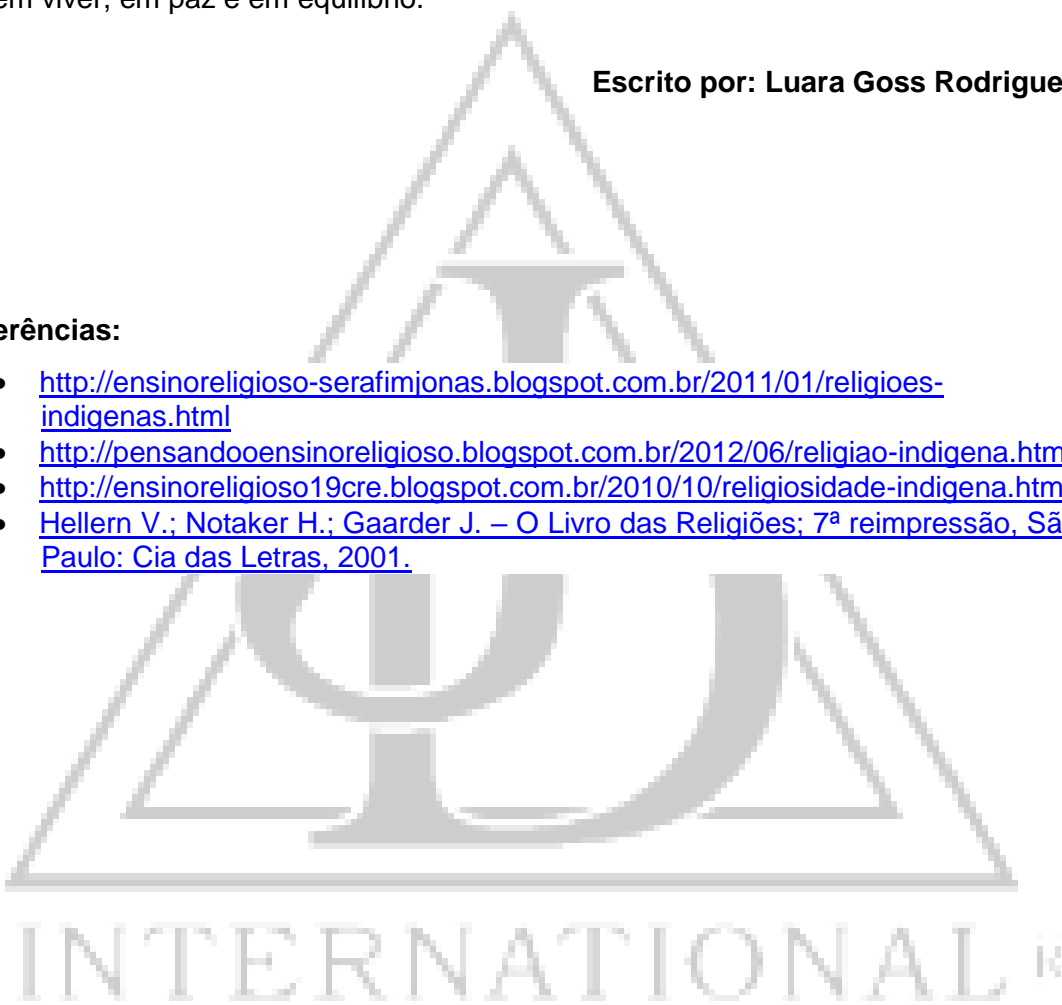 em viver, em paz e em equilíbrio.
Escrito por: Luara Goss Rodrigue
erências:
• http://ensinoreligioso-serafimjonas.blogspot.com.br/2011/01/religioes-
indigenas.html
• http://pensandooensinoreligioso.blogspot.com.br/2012/06/religiao-indigena.htm
• http://ensinoreligioso19cre.blogspot.com.br/2010/10/religiosidade-indigena.htm
• Hellern V.; Notaker H.; Gaarder J. – O Livro das Religiões; 7ª reimpressão, Sã
Paulo: Cia das Letras, 2001.
INTERNATIONAL